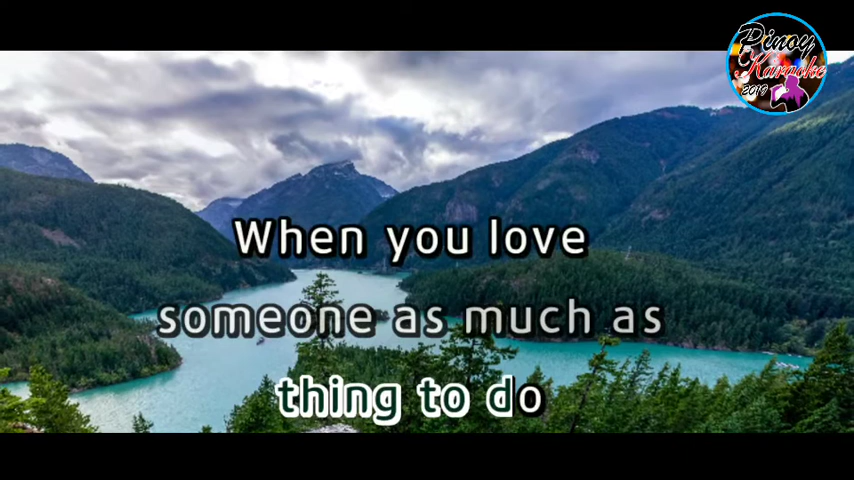 Pinoy
Karaoke
2019
When you love
someone as much as
thing to do